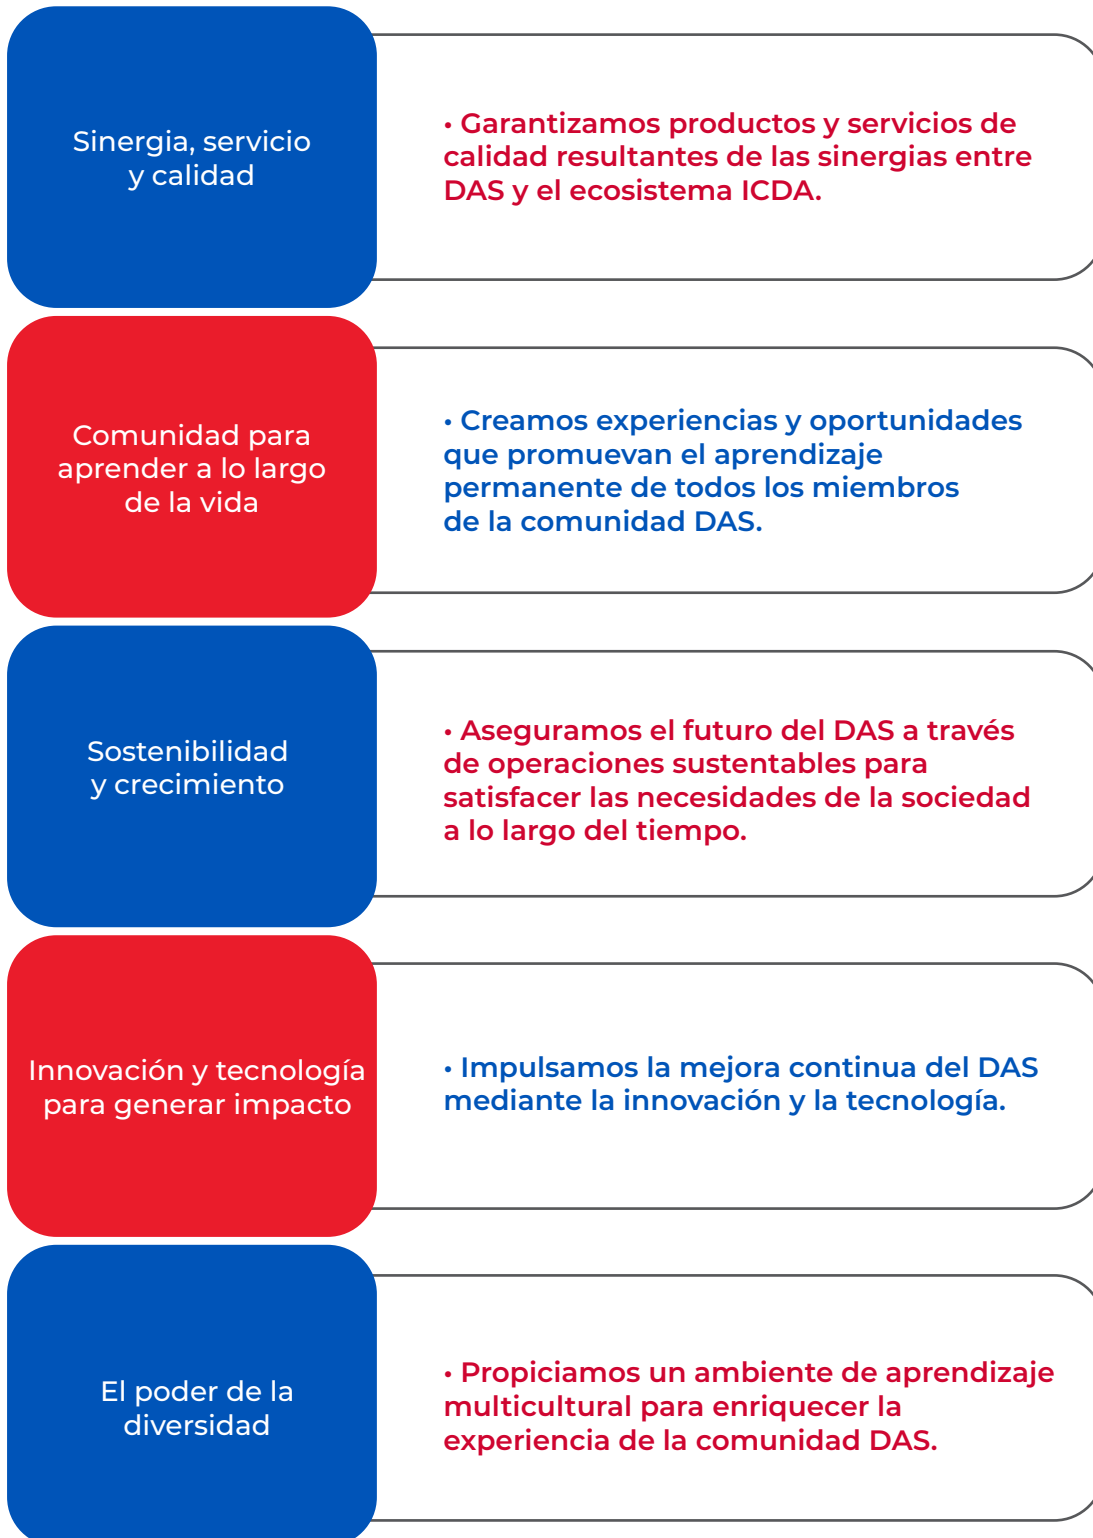 Sinergia, servicio
y calidad
• Garantizamos productos y servicios de
calidad resultantes de las sinergias entre
DAS y el ecosistema ICDA.
Comunidad para
aprender a lo largo
de la vida
• Creamos experiencias y oportunidades
que promuevan el aprendizaje
permanente de todos los miembros
de la comunidad DAS.
Sostenibilidad
y crecimiento
• Aseguramos el futuro del DAS a través
de operaciones sustentables para
satisfacer las necesidades de la sociedad
a lo largo del tiempo.
Innovación y tecnología
para generar impacto
• Impulsamos la mejora continua del DAS
mediante la innovación y la tecnología.
El poder de la
diversidad
• Propiciamos un ambiente de aprendizaje
multicultural para enriquecer la
experiencia de la comunidad DAS.